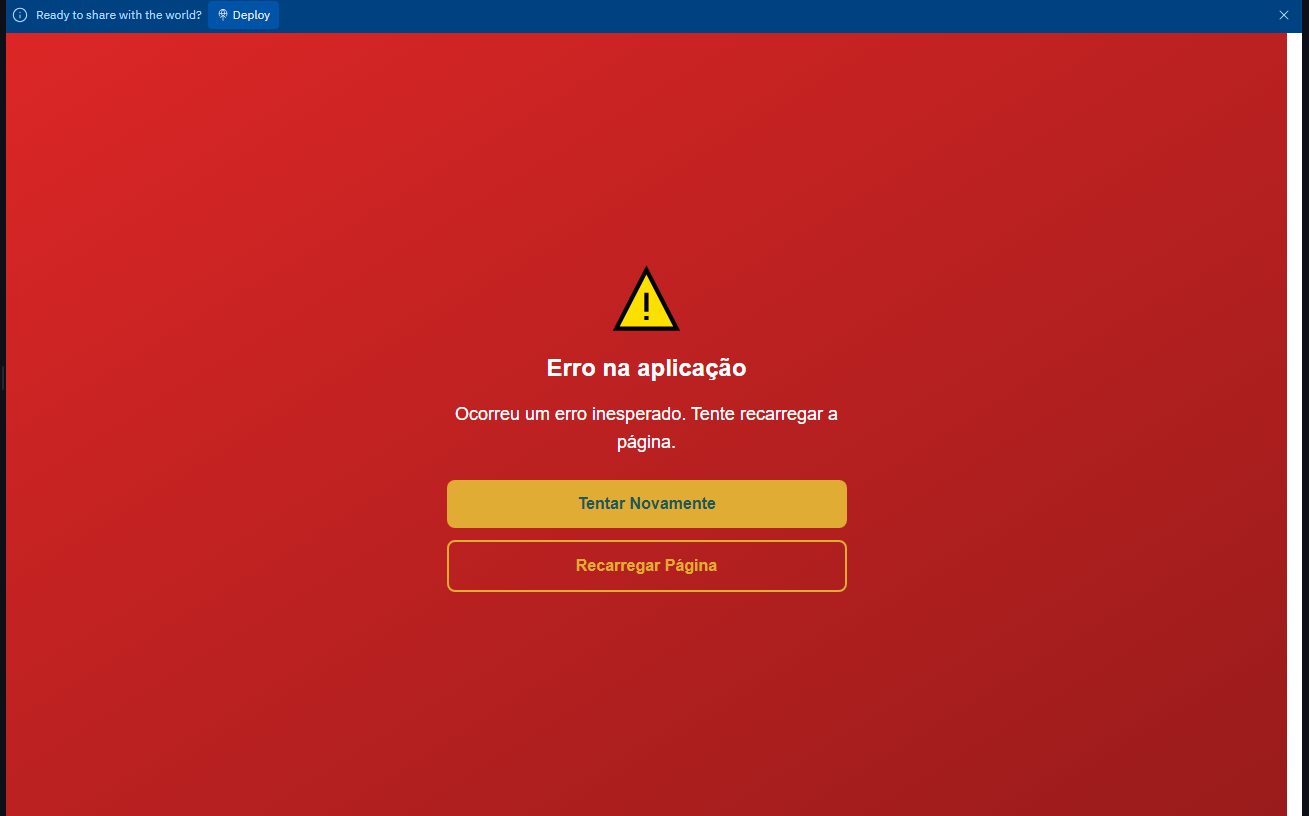 Ready to share with the world? Deploy
Erro na aplicação
Ocorreu um erro inesperado. Tente recarregar a
página.
Tentar Novamente
Recarregar Página